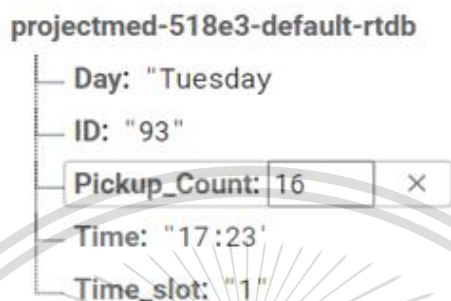 projectmed-518e3-default-rtdb
Day: "Tuesday
ID: "93"
Pickup_Count: 16 ×
Time: "17:23'
Time_slot: "1"